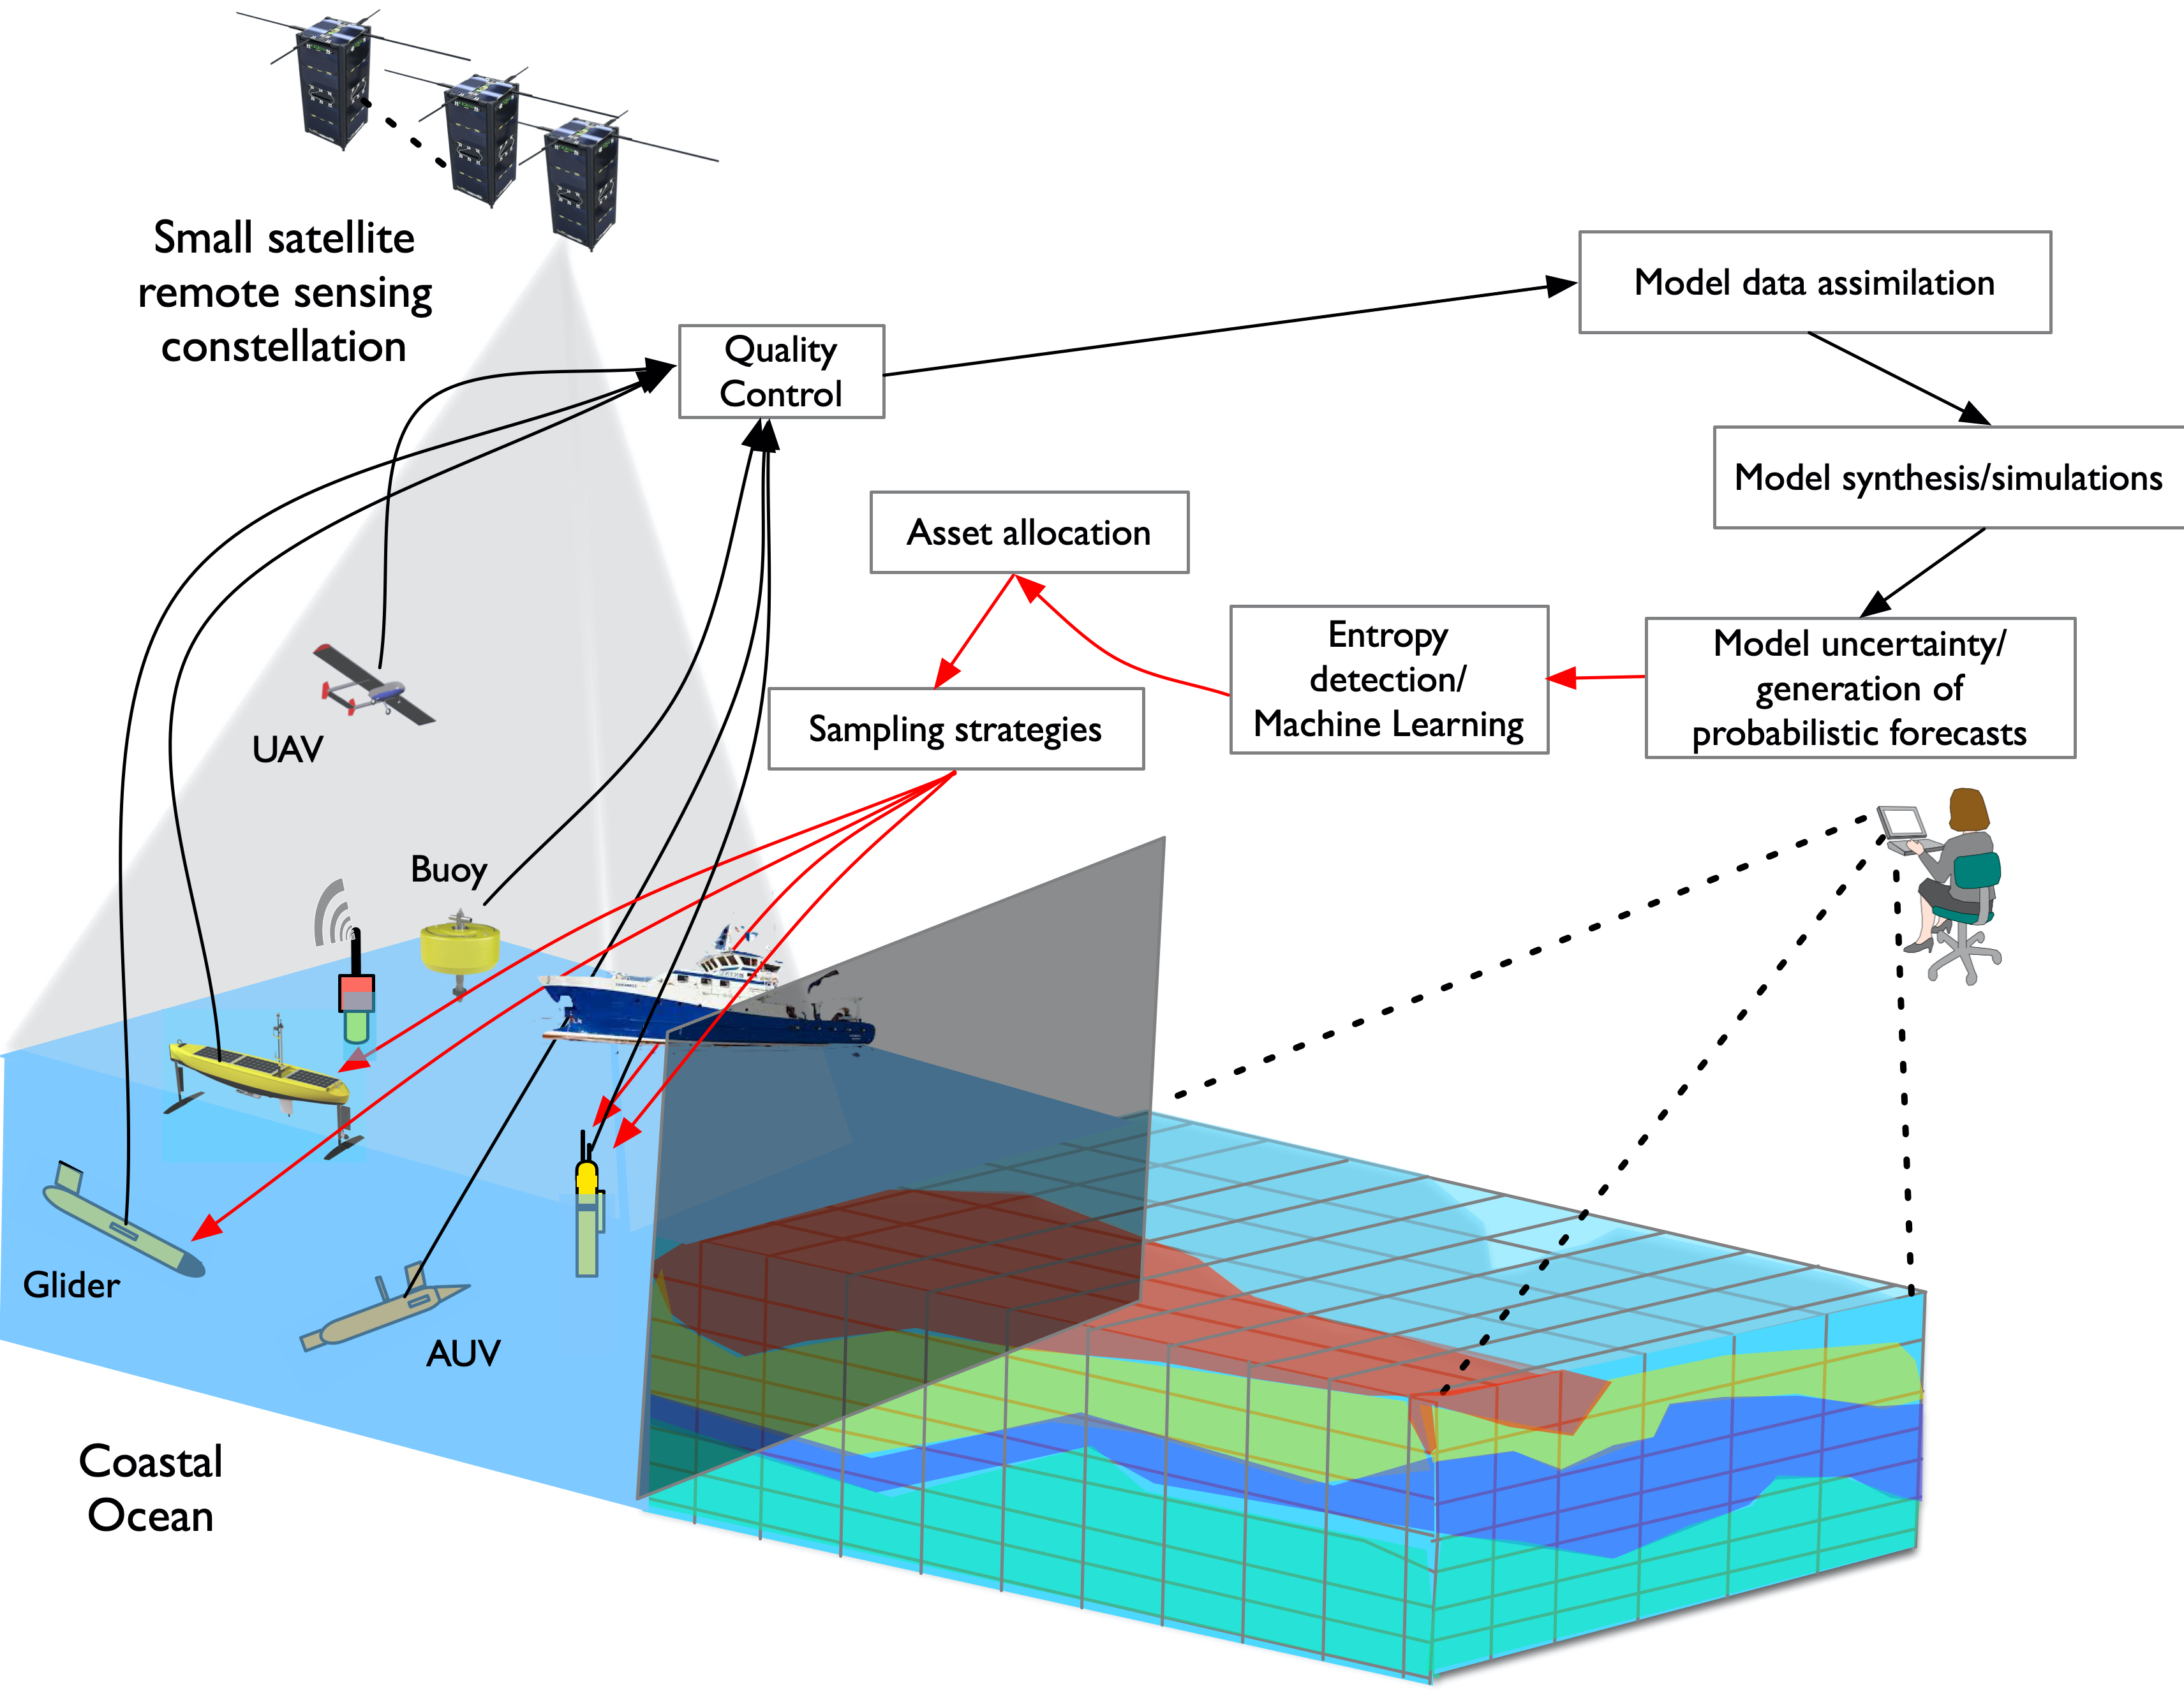 Small satellite
remote sensing
constellation
Quality
Control
Model data assimilation
Model synthesis/simulations
Asset allocation
Entropy
detection/
Machine Learning
Model uncertainty/
generation of
probabilistic forecasts
Sampling strategies
UAV
Buoy
Glider
AUV
Coastal
Ocean